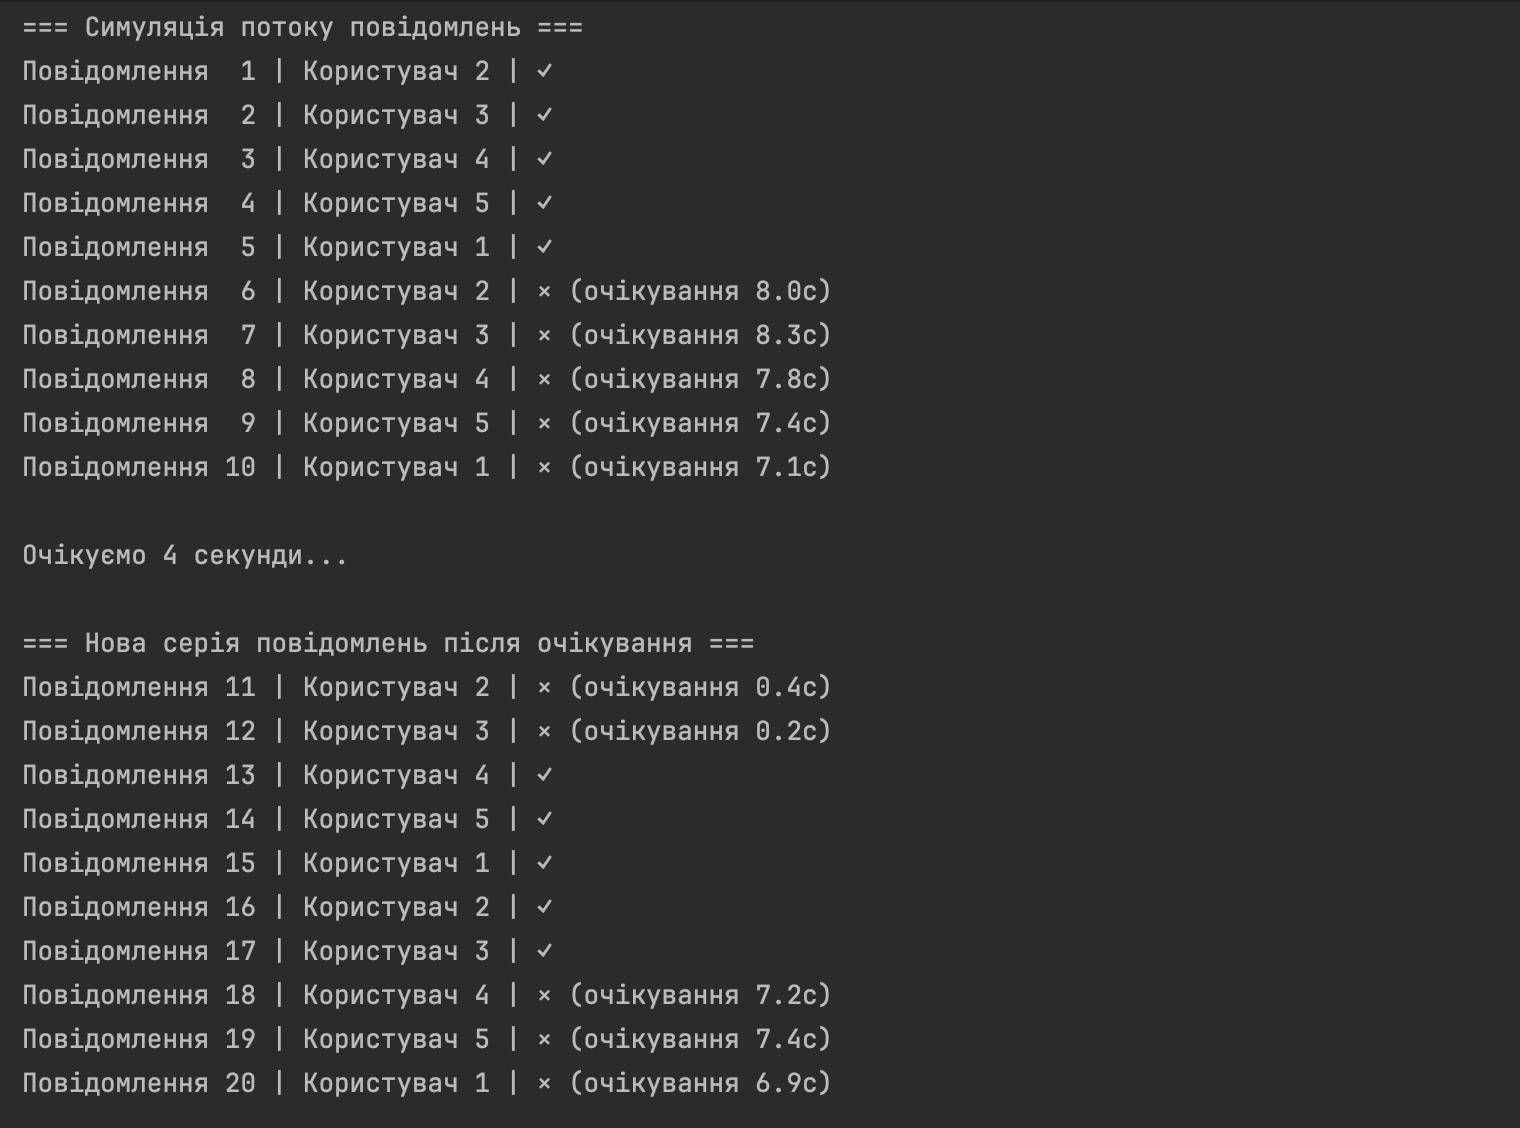 === Симуляція потоку повідомлень ===
Повідомлення  1 | Користувач 2 | ✓
Повідомлення  2 | Користувач 3 | ✓
Повідомлення  3 | Користувач 4 | ✓
Повідомлення  4 | Користувач 5 | ✓
Повідомлення  5 | Користувач 1 | ✓
Повідомлення  6 | Користувач 2 | × (очікування 8.0с)
Повідомлення  7 | Користувач 3 | × (очікування 8.3с)
Повідомлення  8 | Користувач 4 | × (очікування 7.8с)
Повідомлення  9 | Користувач 5 | × (очікування 7.4с)
Повідомлення 10 | Користувач 1 | × (очікування 7.1с)

Очікуємо 4 секунди...

=== Нова серія повідомлень після очікування ===
Повідомлення 11 | Користувач 2 | × (очікування 0.4с)
Повідомлення 12 | Користувач 3 | × (очікування 0.2с)
Повідомлення 13 | Користувач 4 | ✓
Повідомлення 14 | Користувач 5 | ✓
Повідомлення 15 | Користувач 1 | ✓
Повідомлення 16 | Користувач 2 | ✓
Повідомлення 17 | Користувач 3 | ✓
Повідомлення 18 | Користувач 4 | × (очікування 7.2с)
Повідомлення 19 | Користувач 5 | × (очікування 7.4с)
Повідомлення 20 | Користувач 1 | × (очікування 6.9с)